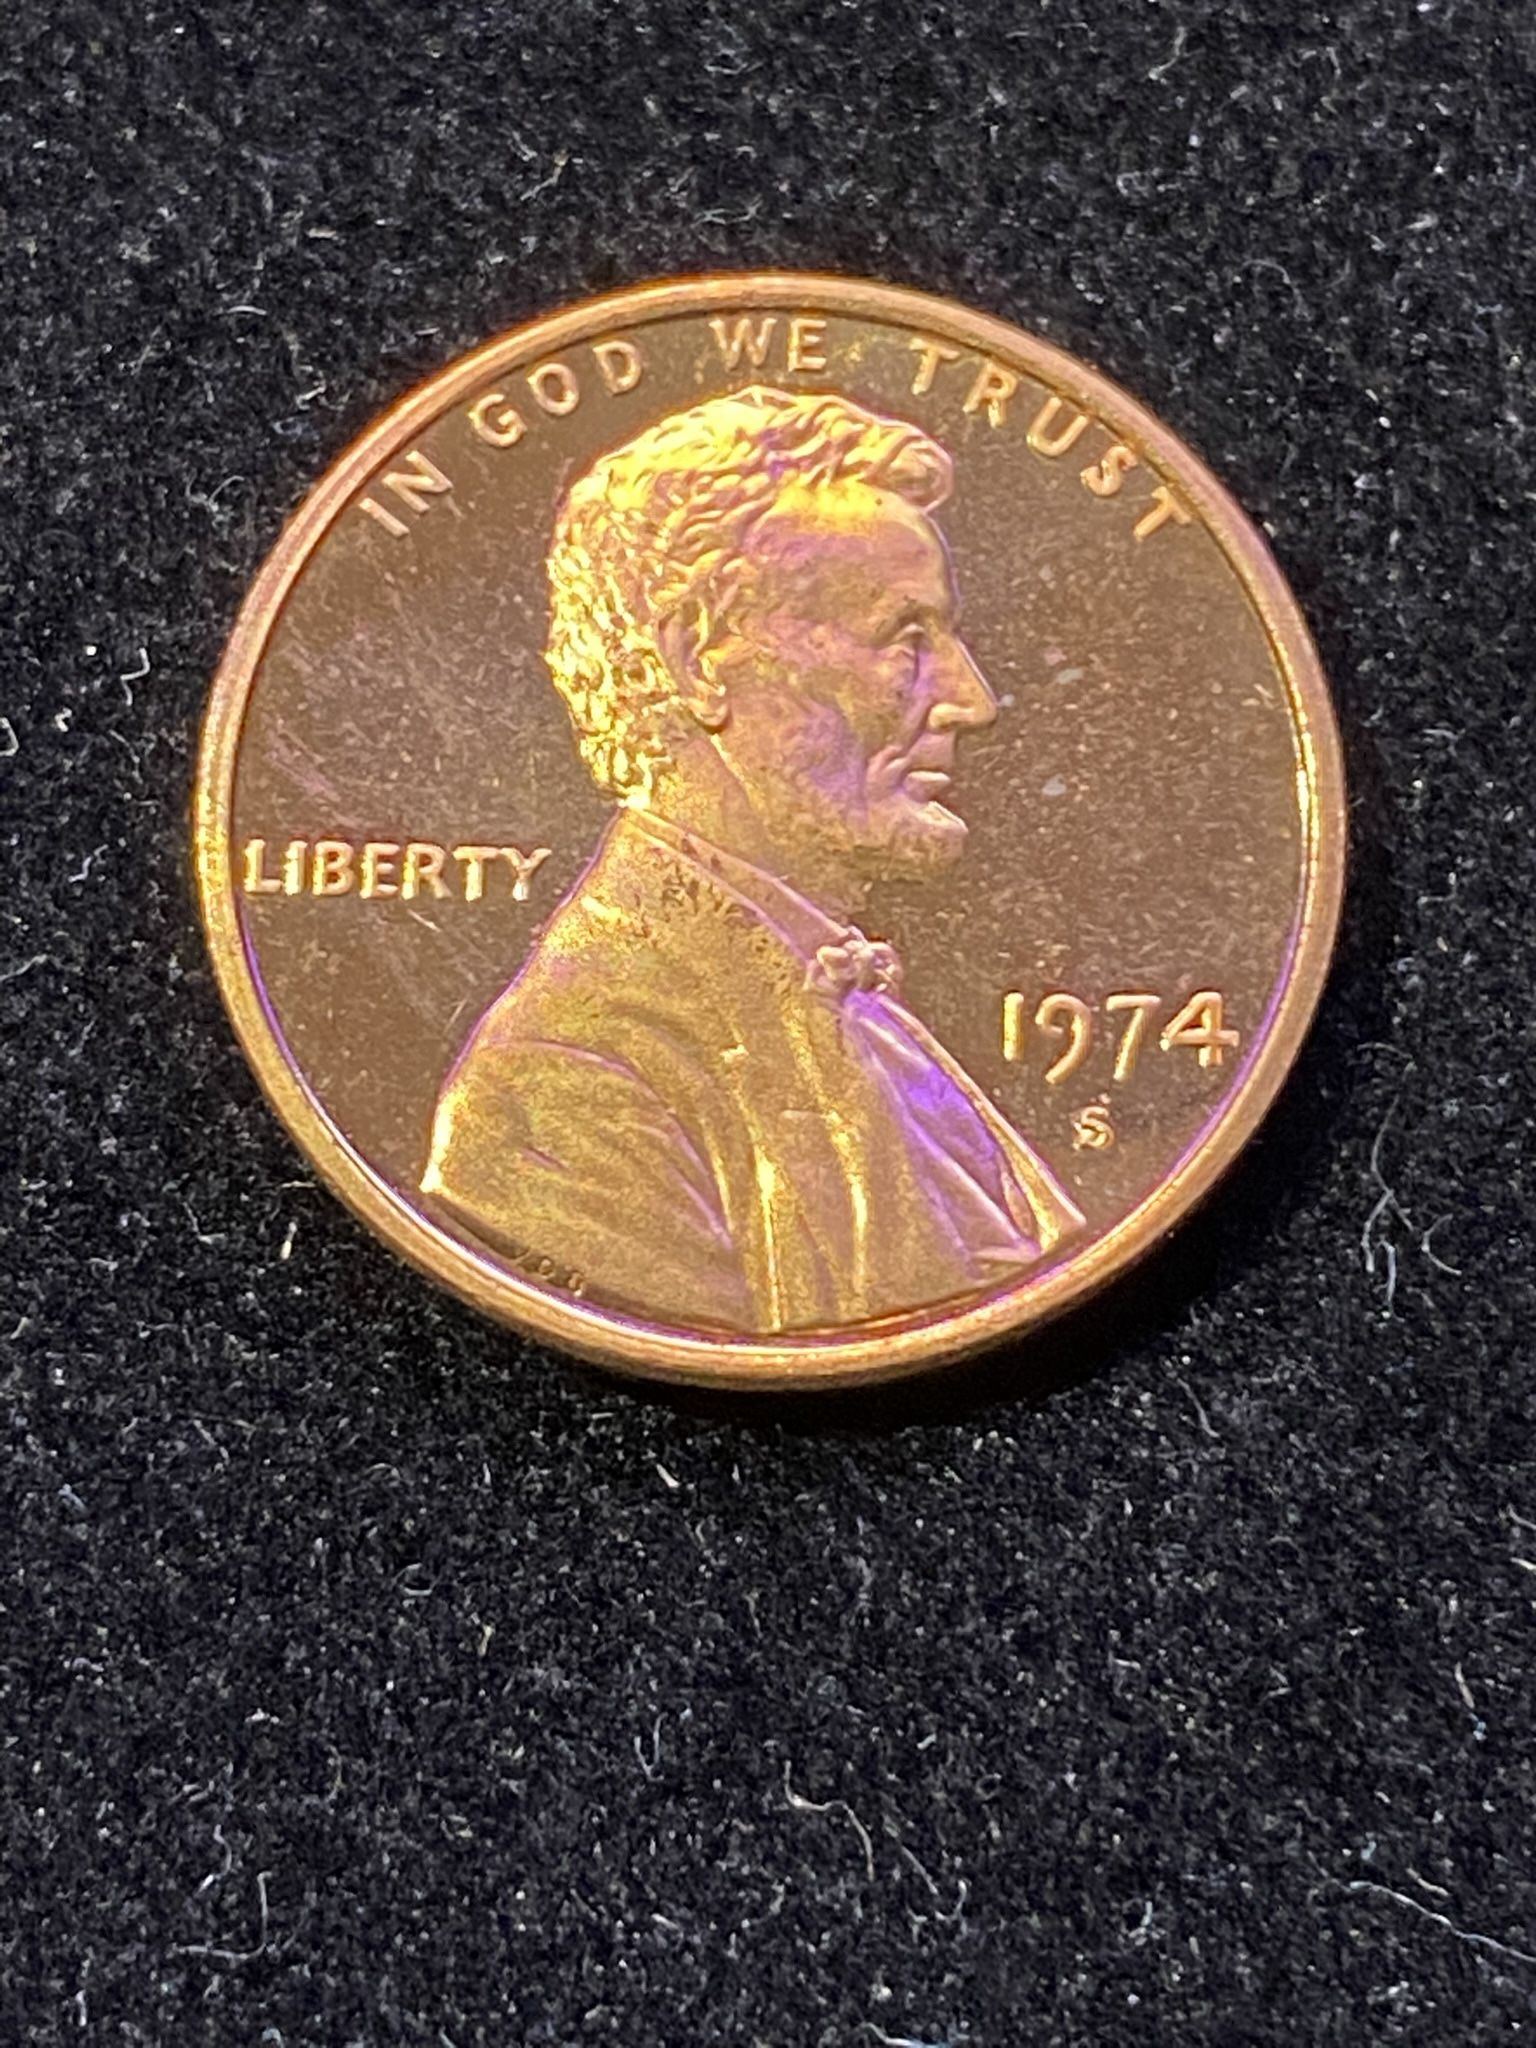 IN GOD WE TRUST
LIBERTY
1974
S